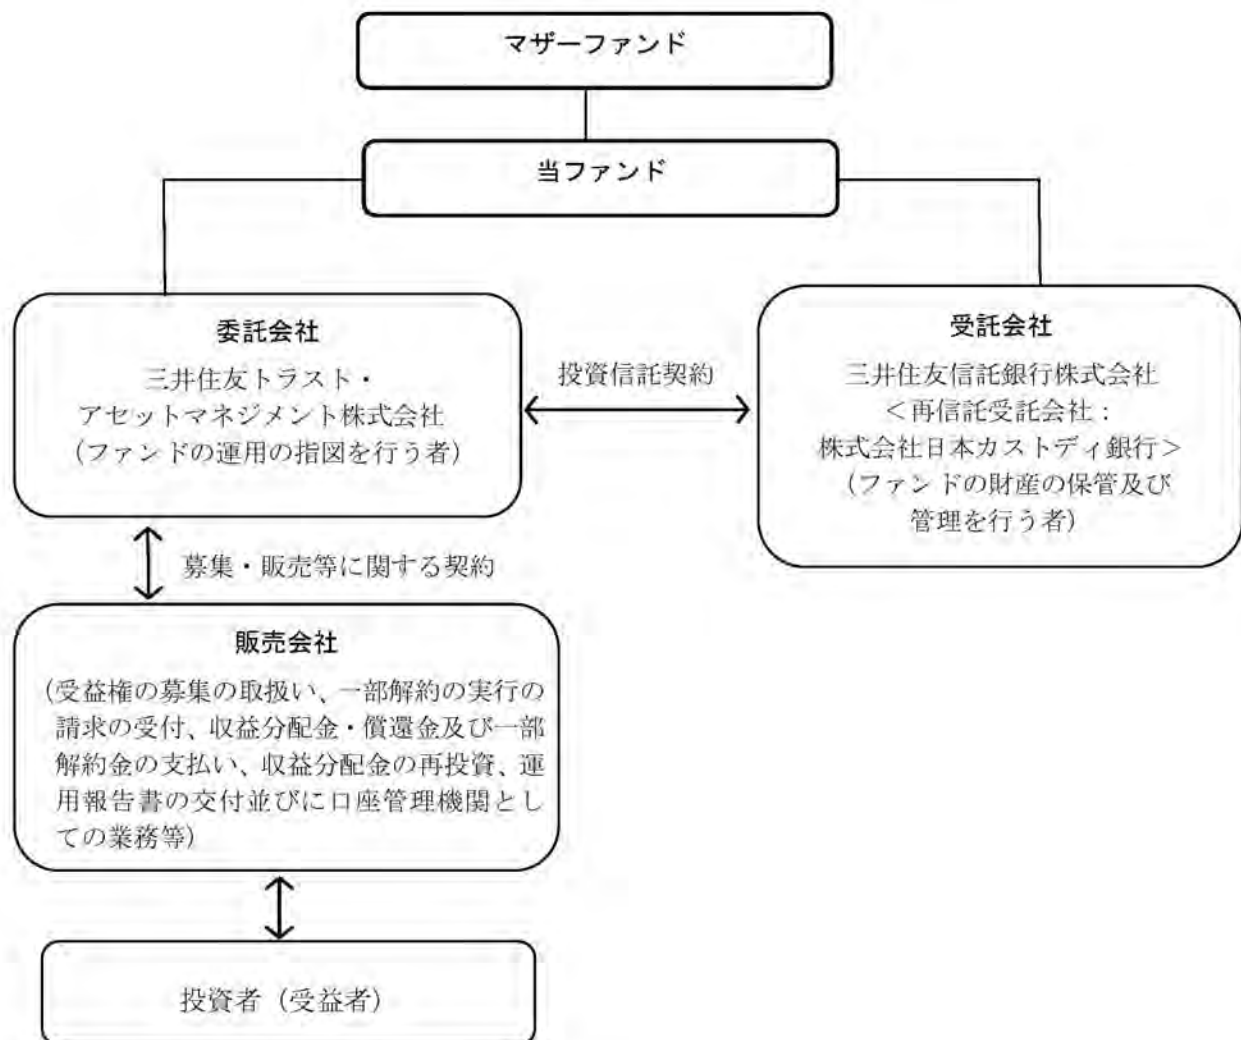 マザーファンド
当ファンド
委託会社
三井住友トラスト・
アセットマネジメント株式会社
（ファンドの運用の指図を行う者）
投資信託契約
受託会社
三井住友信託銀行株式会社
＜再信託受託会社：
株式会社日本カストディ銀行＞
（ファンドの財産の保管及び
管理を行う者）
募集・販売等に関する契約
販売会社
（受益権の募集の取扱い、一部解約の実行の
請求の受付、収益分配金・償還金及び一部
解約金の支払い、収益分配金の再投資、運
用報告書の交付並びに口座管理機関とし
ての業務等）
投資者（受益者）